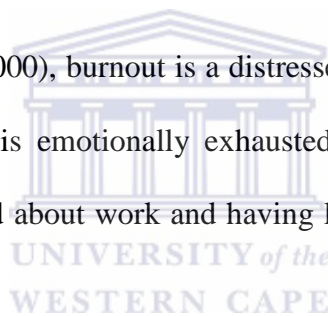 000), burnout is a distresse
is emotionally exhausted
about work and having
UNIVERSITY of the
WESTERN CAPE